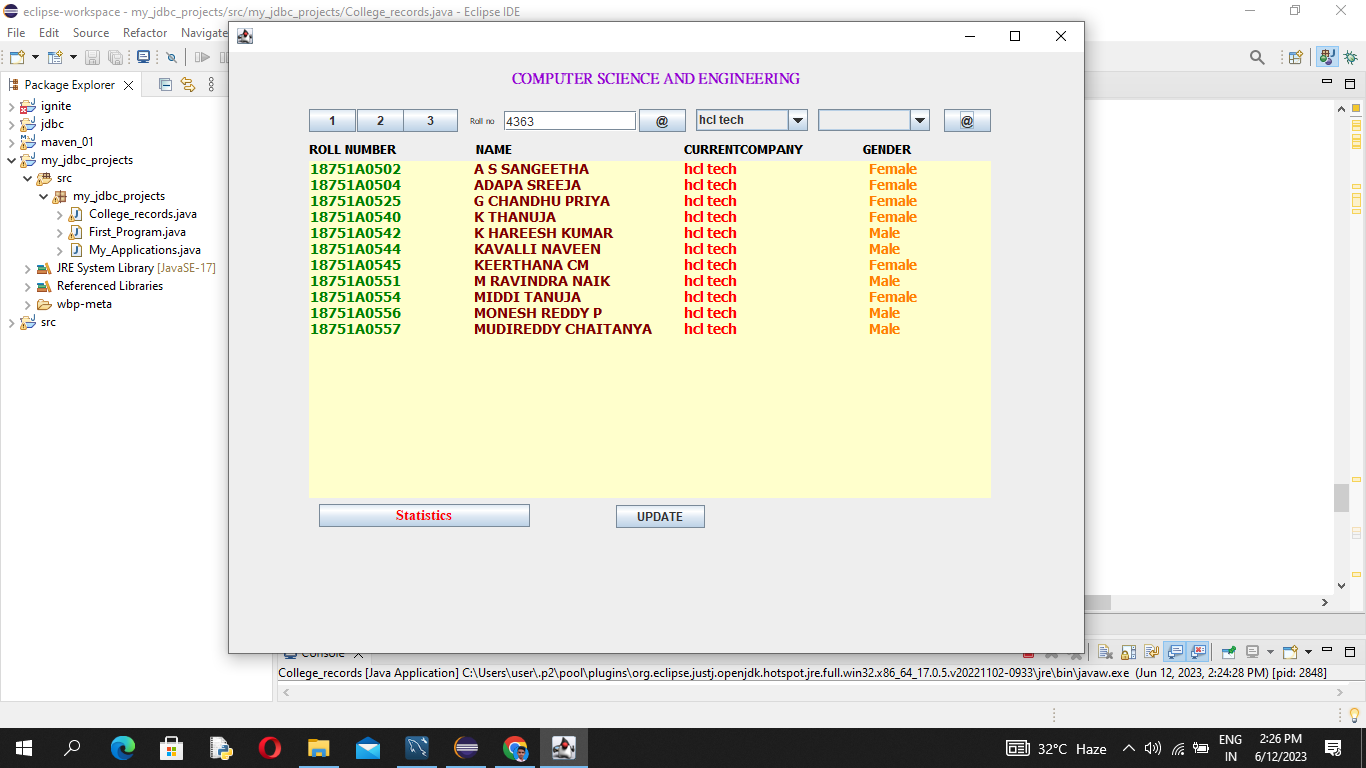 eclipse-workspace - my_jdbc_projects/src/my_jdbc_projects/College_records.java - Eclipse IDE
File Edit Source Refactor Navigate
Package Explorer
ignite
jdbc
maven_01
my_jdbc_projects
src
my_jdbc_projects
College_records.java
First_Program.java
My_Applications.java
JRE System Library [JavaSE-17]
Referenced Libraries
wbp-meta
src
COMPUTER SCIENCE AND ENGINEERING
1 2 3 Roll no 4363 @ hcl tech @
ROLL NUMBER NAME CURRENTCOMPANY GENDER
18751A0502 A S SANGEETHA hcl tech Female
18751A0504 ADAPA SREEJA hcl tech Female
18751A0525 G CHANDHU PRIYA hcl tech Female
18751A0540 K THANUJA hcl tech Female
18751A0542 K HAREESH KUMAR hcl tech Male
18751A0544 KAVALLI NAVEEN hcl tech Male
18751A0545 KEERTHANA CM hcl tech Female
18751A0551 M RAVINDRA NAIK hcl tech Male
18751A0554 MIDDI TANUJA hcl tech Female
18751A0556 MONESH REDDY P hcl tech Male
18751A0557 MUDIREDDY CHAITANYA hcl tech Male
Statistics UPDATE
Console
College_records [Java Application] C:\Users\user\.p2\pool\plugins\org.eclipse.justj.openjdk.hotspot.jre.full.win32.x86_64_17.0.5.v20221102-0933\jre\bin\javaw.exe (Jun 12, 2023, 2:24:28 PM) [pid: 2848]
32°C Haze
ENG
IN
2:26 PM
6/12/2023